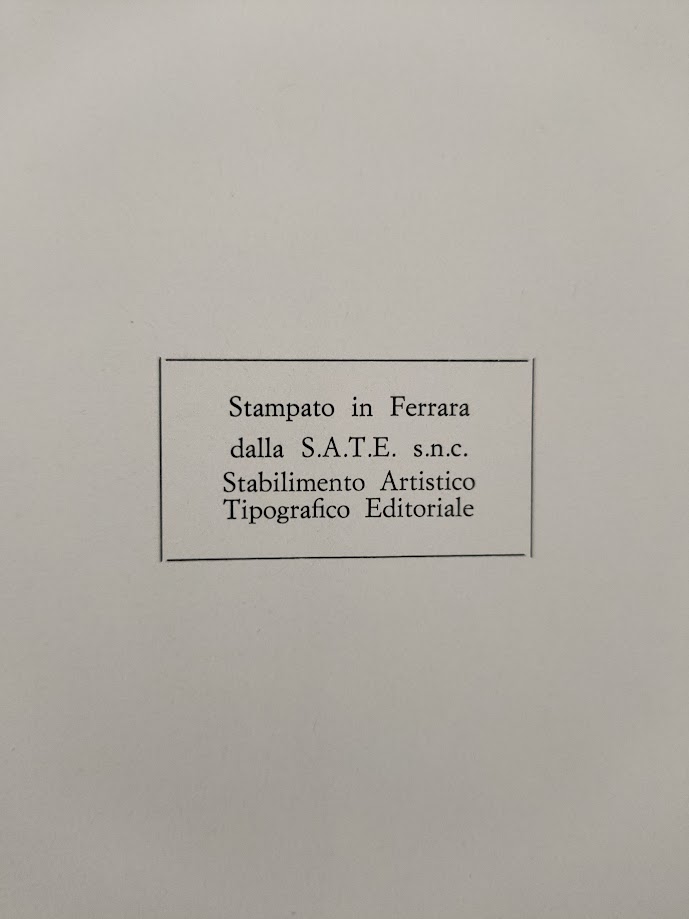 Stampato in Ferrara
dalla S.A.T.E. s.n.c.
Stabilimento Artistico
Tipografico Editoriale